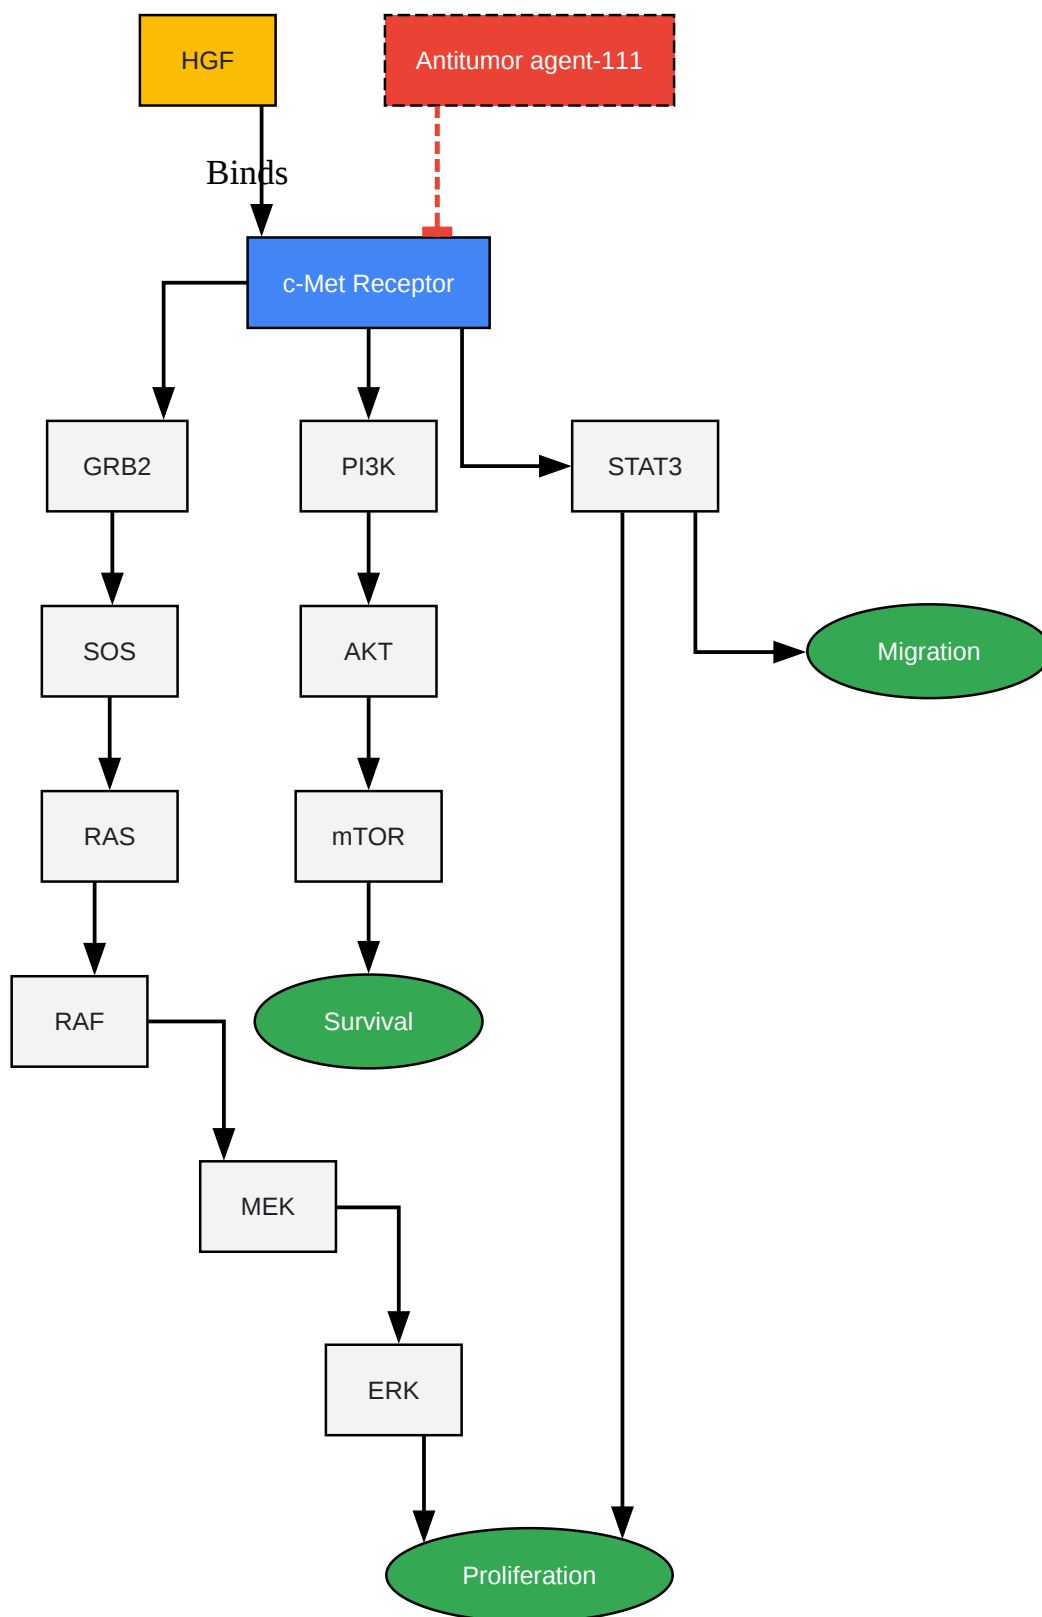 HGF
Antitumor agent-111
Binds
c-Met Receptor
GRB2
PI3K
STAT3
SOS
AKT
Migration
RAS
mTOR
RAF
Survival
MEK
ERK
Proliferation